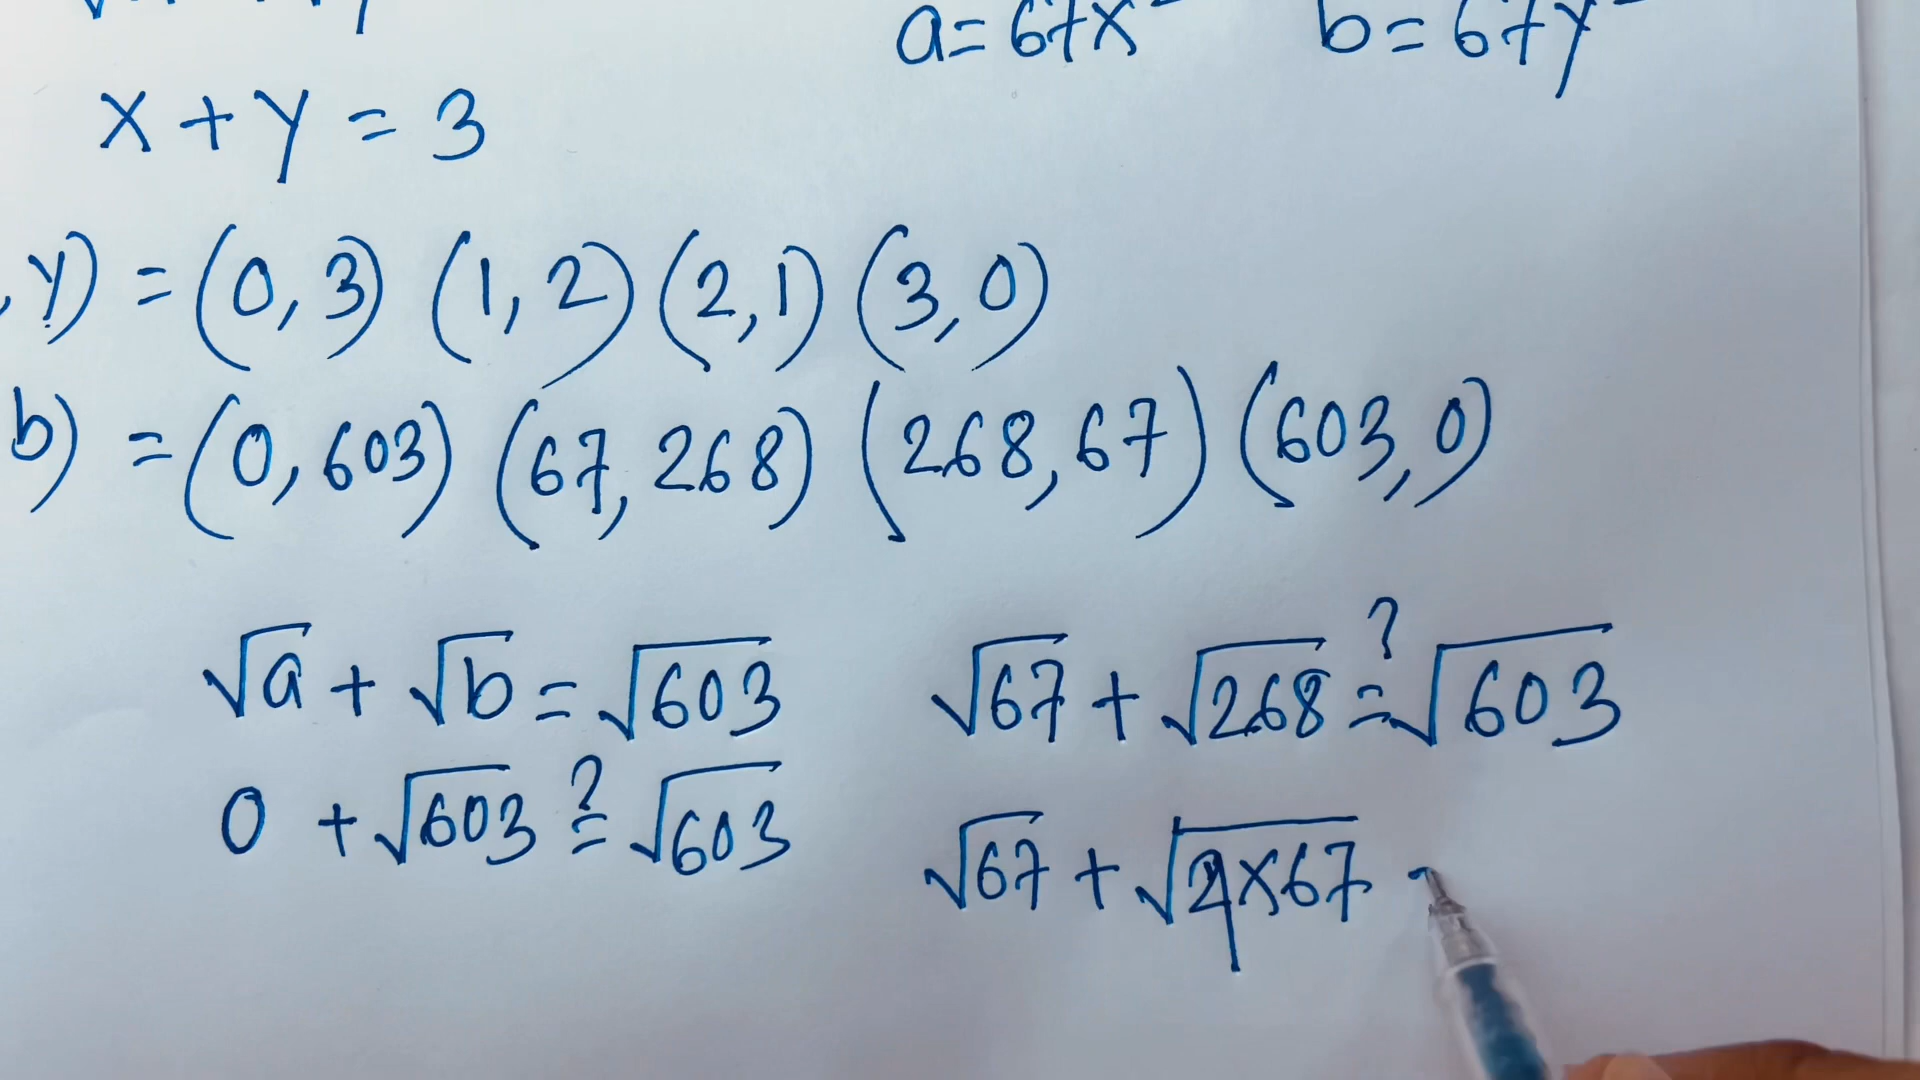 a=67x² b=67y²
x+y=3
,y)=(0,3) (1,2) (2,1) (3,0)
b) =(0,603) (67,268) (268,67) (603,0)
√a+√b=√603
0 +√603 ?= √603
√67+√268 ?= √603
√67+√4×67